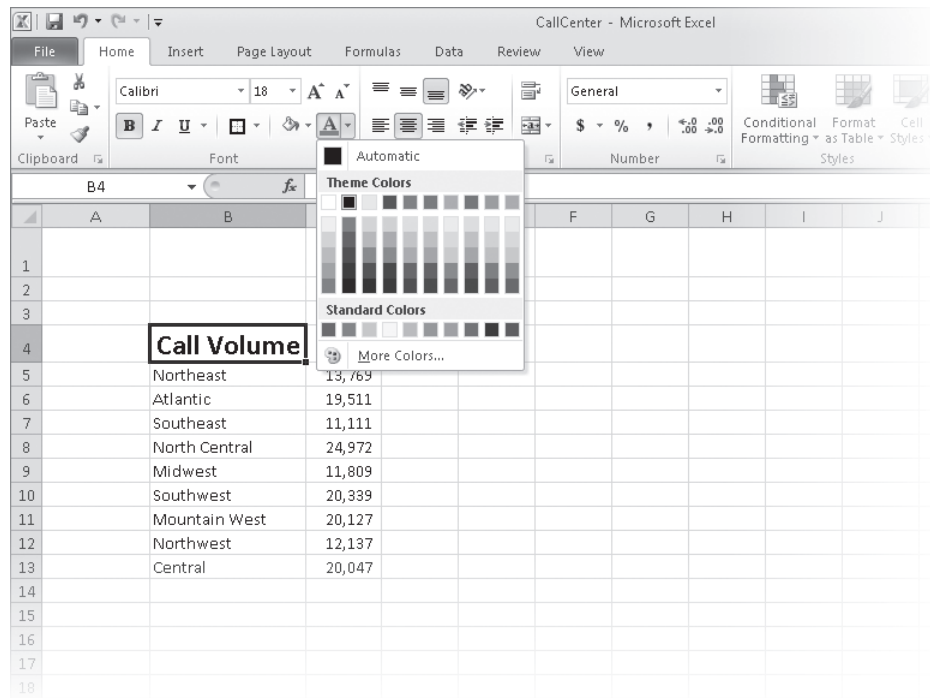 CallCenter - Microsoft Excel
File Home Insert Page Layout Formulas Data Review View
Calibri 18 A A General
Paste B I U A $ % , .0 .00 .00 .0 Conditional Formatting Format as Table Cell Styles
Clipboard Font Number Styles
B4 fx
Automatic
Theme Colors
Standard Colors
More Colors...
A B F G H I J
1
2
3
4 Call Volume
5 Northeast 13,769
6 Atlantic 19,511
7 Southeast 11,111
8 North Central 24,972
9 Midwest 11,809
10 Southwest 20,339
11 Mountain West 20,127
12 Northwest 12,137
13 Central 20,047
14
15
16
17
18